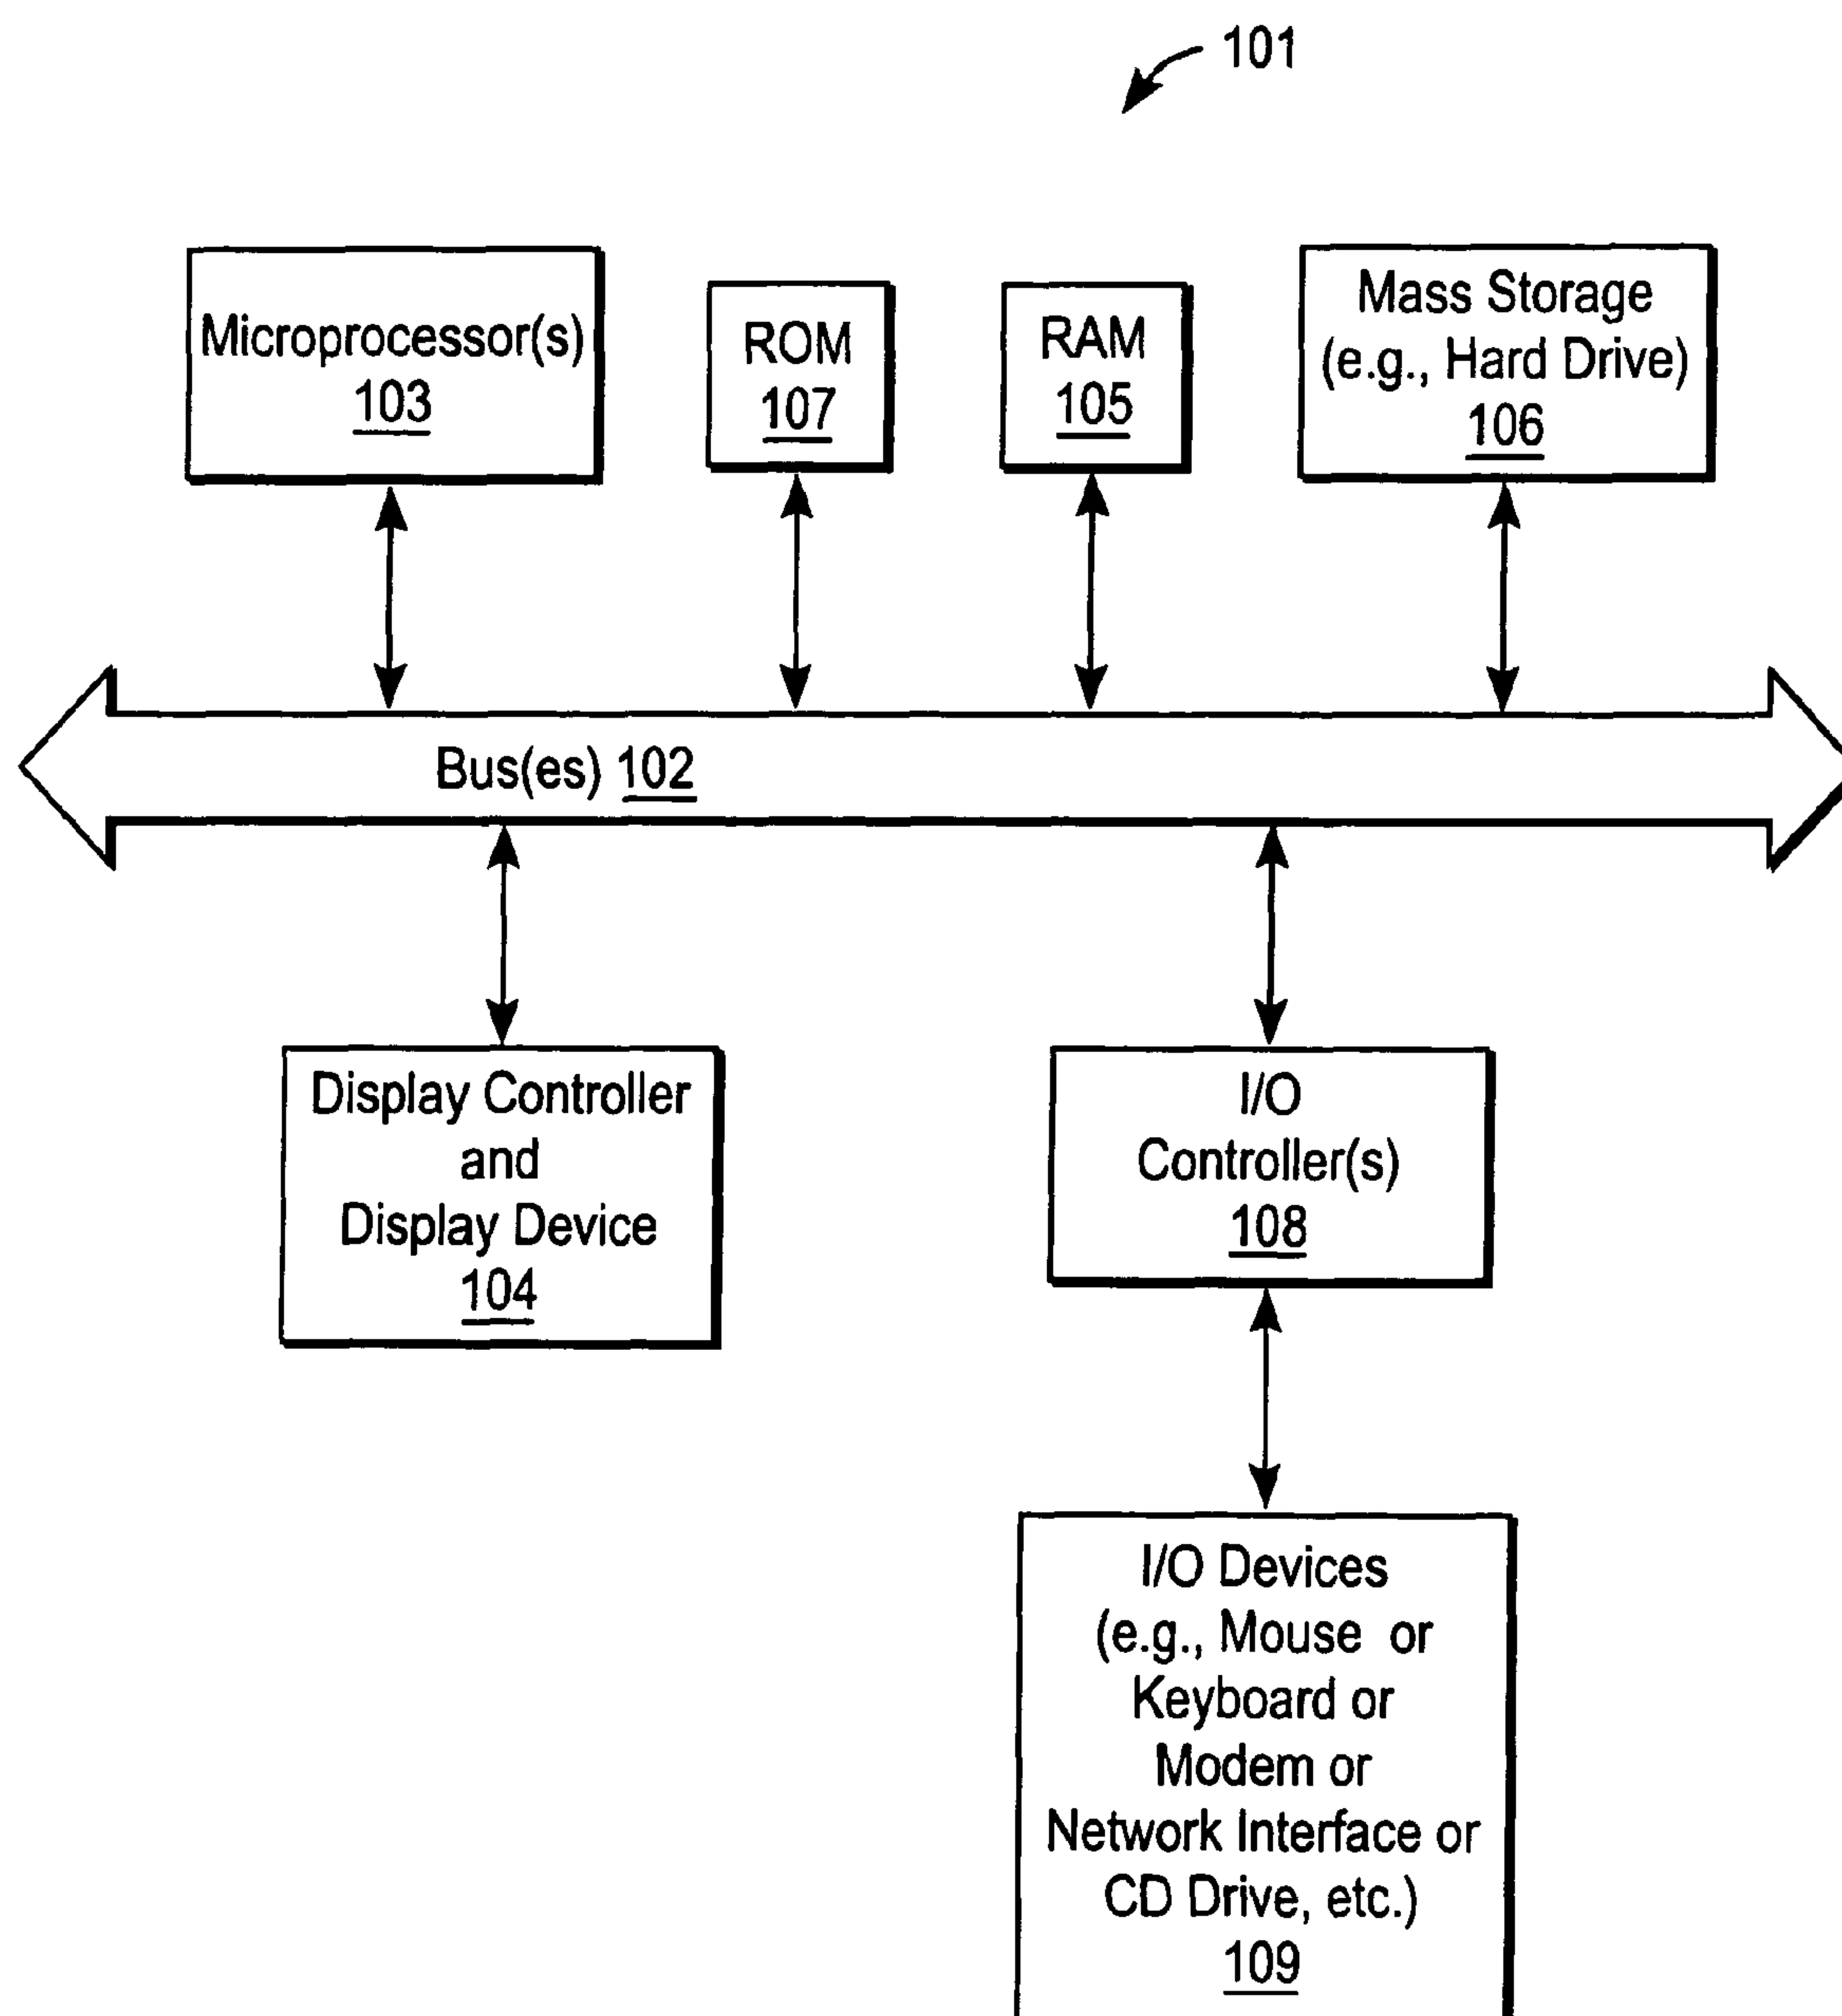 101
Microprocessor(s)
103
ROM
107
RAM
105
Mass Storage
(e.g., Hard Drive)
106
Bus(es) 102
Display Controller
and
Display Device
104
I/O
Controller(s)
108
I/O Devices
(e.g., Mouse or
Keyboard or
Modem or
Network Interface or
CD Drive, etc.)
109